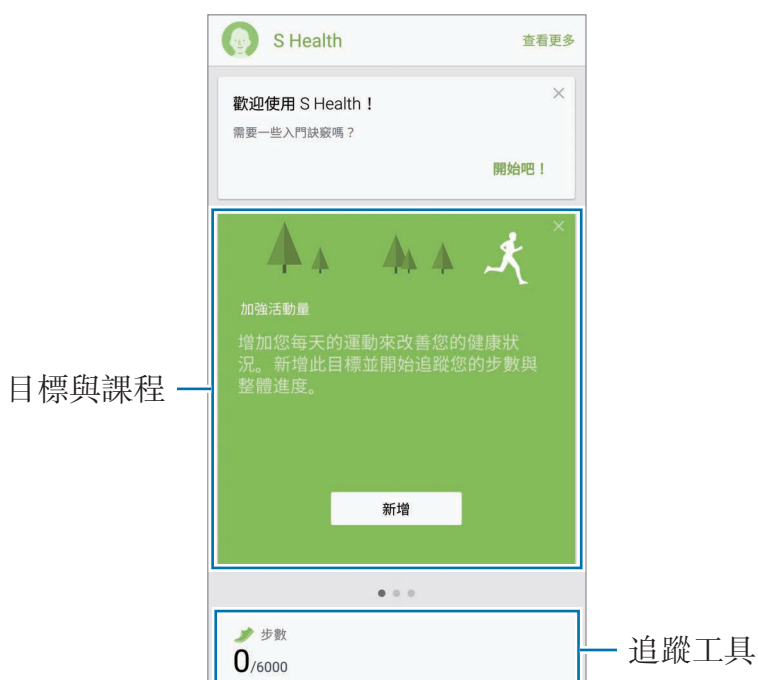 S Health
查看更多
歡迎使用 S Health！
需要一些入門訣竅嗎？
開始吧！
加強活動量
增加您每天的運動來改善您的健康狀
況。新增此目標並開始追蹤您的步數與
整體進度。
目標與課程
新增
步數
0/6000
追蹤工具